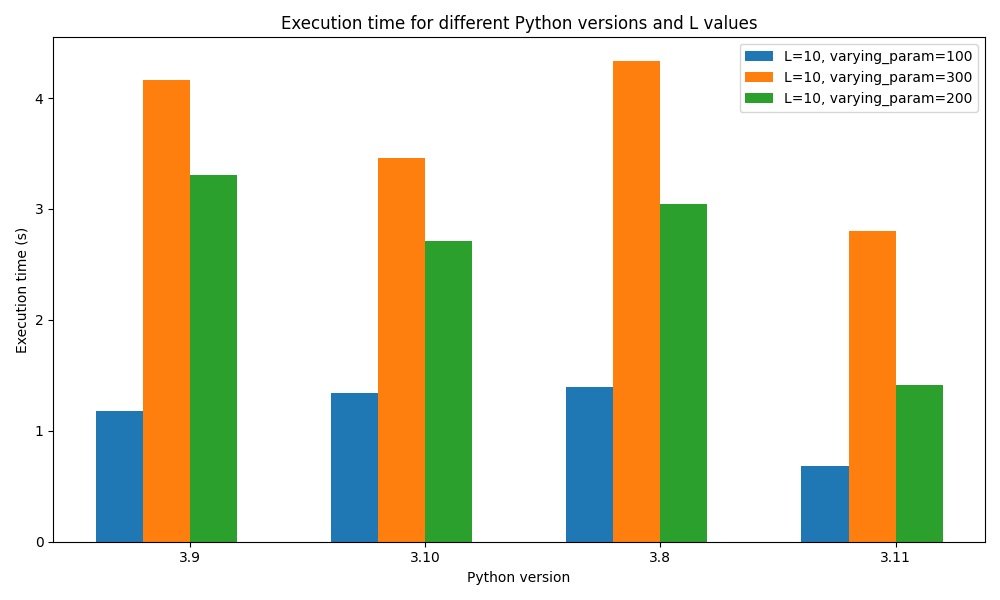 Execution time for different Python versions and L values
L=10, varying_param=100
L=10, varying_param=300
L=10, varying_param=200
Execution time (s)
4
3
2
1
0
3.9
3.10
3.8
3.11
Python version